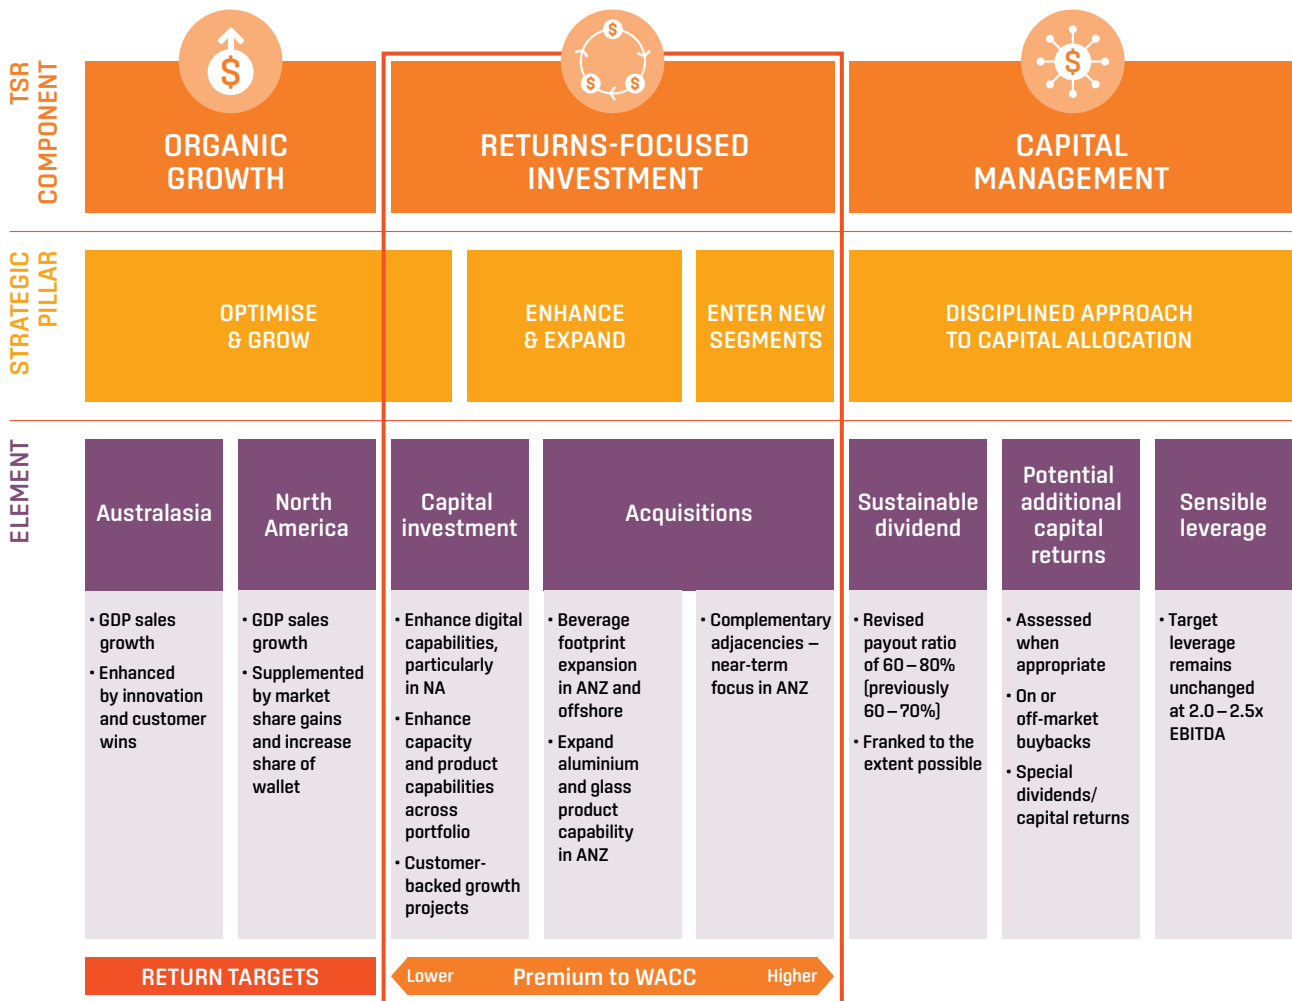 TSR
COMPONENT
$
ORGANIC
GROWTH
$
$
$
RETURNS-FOCUSED
INVESTMENT
$
CAPITAL
MANAGEMENT
STRATEGIC
PILLAR
OPTIMISE
& GROW
ENHANCE
& EXPAND
ENTER NEW
SEGMENTS
DISCIPLINED APPROACH
TO CAPITAL ALLOCATION
ELEMENT
Australasia
• GDP sales
growth
• Enhanced
by innovation
and customer
wins
North
America
• GDP sales
growth
• Supplemented
by market
share gains
and increase
share of
wallet
Capital
investment
• Enhance digital
capabilities,
particularly
in NA
• Enhance
capacity
and product
capabilities
across
portfolio
• Customer-
backed growth
projects
Acquisitions
• Beverage
footprint
expansion
in ANZ and
offshore
• Expand
aluminium
and glass
product
capability
in ANZ
• Complementary
adjacencies –
near-term
focus in ANZ
Sustainable
dividend
• Revised
payout ratio
of 60 – 80%
(previously
60 – 70%)
• Franked to the
extent possible
Potential
additional
capital
returns
• Assessed
when
appropriate
• On or
off-market
buybacks
• Special
dividends/
capital returns
Sensible
leverage
• Target
leverage
remains
unchanged
at 2.0 – 2.5x
EBITDA
RETURN TARGETS
Lower Premium to WACC Higher